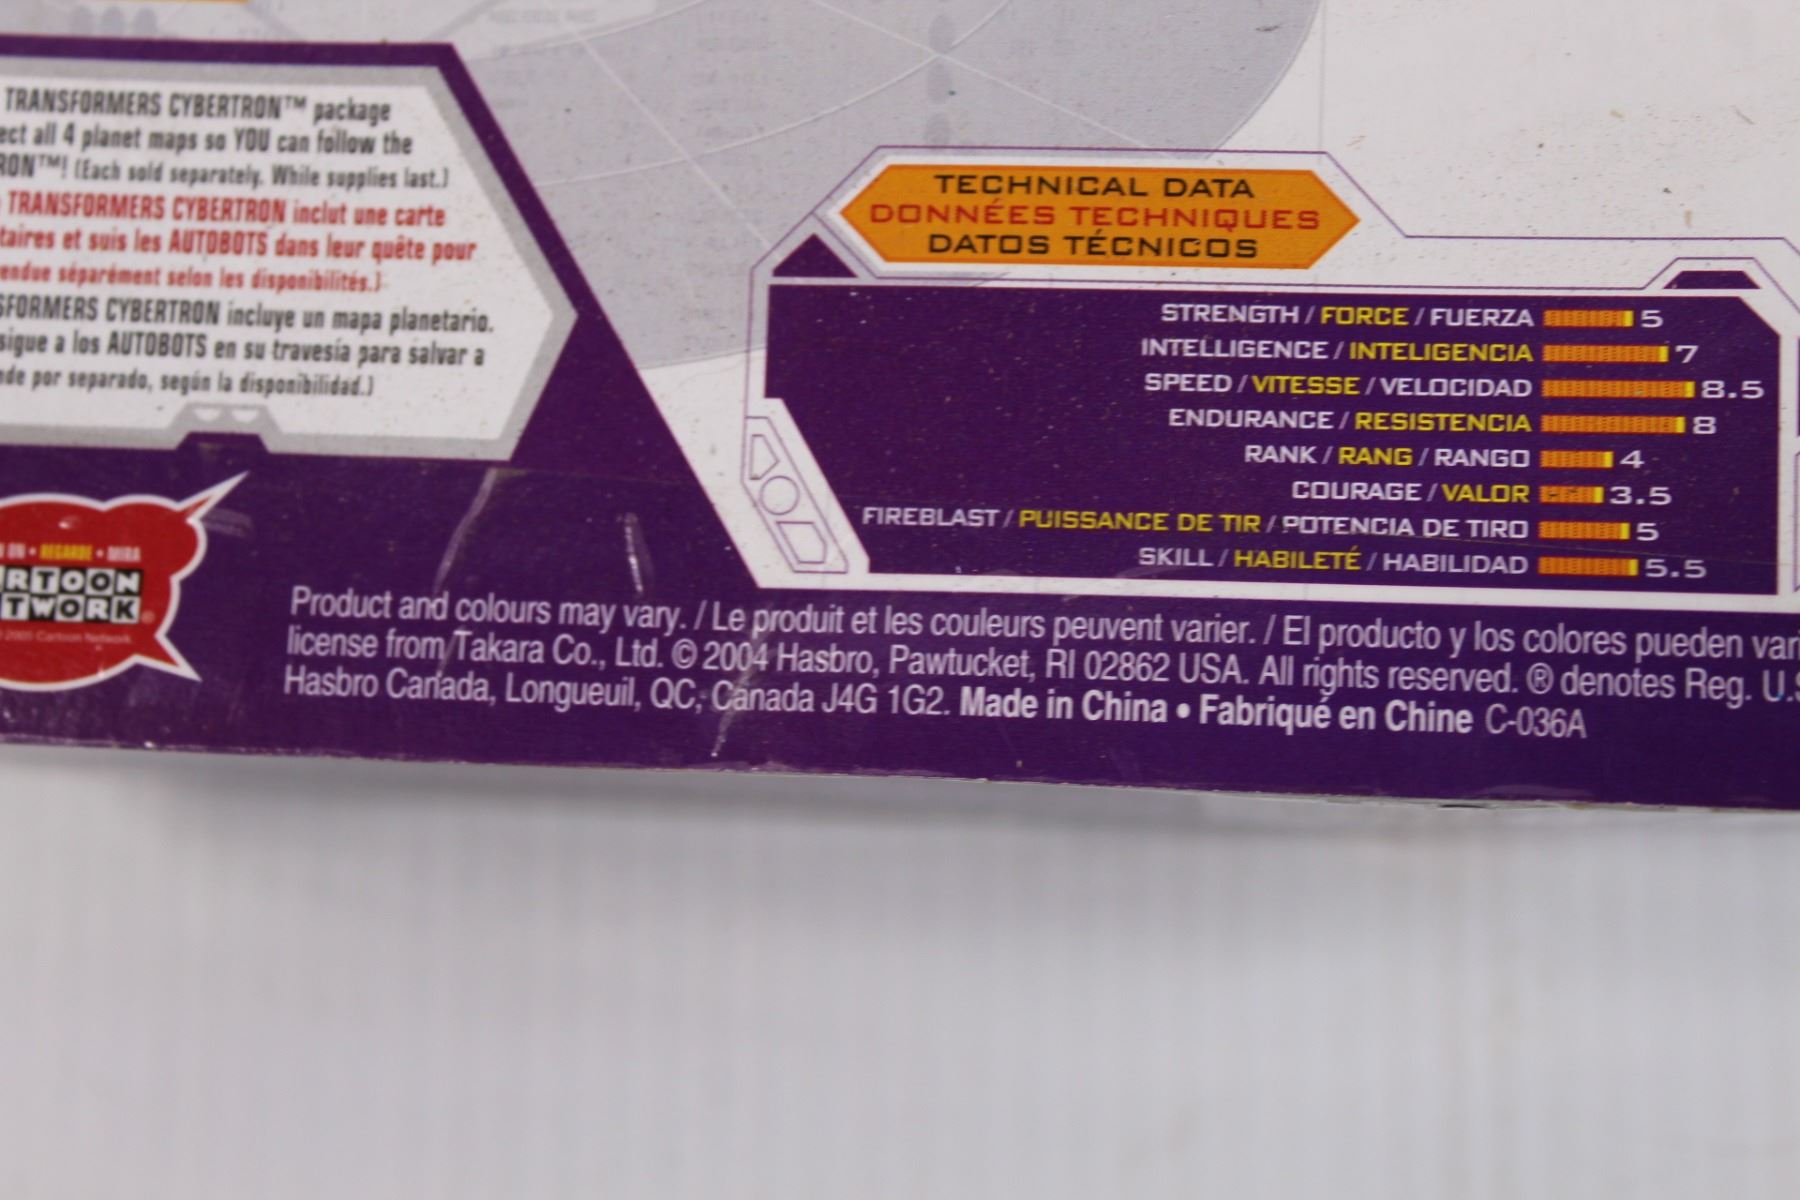 TRANSFORMERS CYBERTRON™ package
ect all 4 planet maps so YOU can follow the
RON™! (Each sold separately. While supplies last.)
TRANSFORMERS CYBERTRON inclut une carte
taires et suis les AUTOBOTS dans leur quête pour
endue séparément selon les disponibilités.)
SFORMERS CYBERTRON incluye un mapa planetario.
sigue a los AUTOBOTS en su travesía para salvar a
nde por separado, según la disponibilidad.)
ON • REGARDE • MIRA
RTOON
TWORK®
2005 Cartoon Network
TECHNICAL DATA
DONNÉES TECHNIQUES
DATOS TÉCNICOS
STRENGTH / FORCE / FUERZA 5
INTELLIGENCE / INTELIGENCIA 7
SPEED / VITESSE / VELOCIDAD 8.5
ENDURANCE / RESISTENCIA 8
RANK / RANG / RANGO 4
COURAGE / VALOR 3.5
FIREBLAST / PUISSANCE DE TIR / POTENCIA DE TIRO 5
SKILL / HABILETÉ / HABILIDAD 5.5
Product and colours may vary. / Le produit et les couleurs peuvent varier. / El producto y los colores pueden vari
license from Takara Co., Ltd. © 2004 Hasbro, Pawtucket, RI 02862 USA. All rights reserved. ® denotes Reg. U.S
Hasbro Canada, Longueuil, QC, Canada J4G 1G2. Made in China • Fabriqué en Chine C-036A